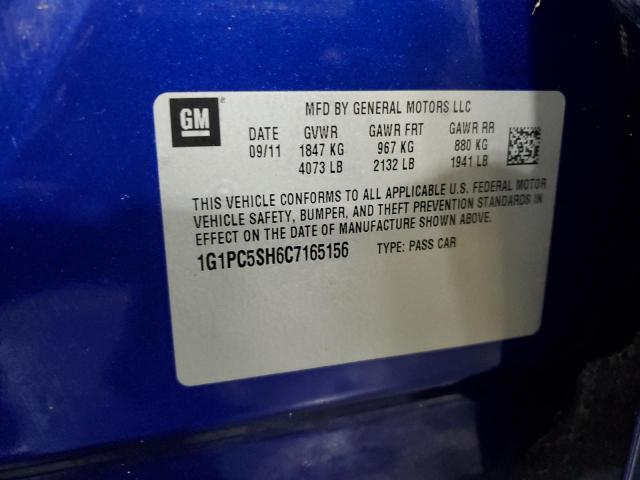 GM
MFD BY GENERAL MOTORS LLC
DATE GVWR GAWR FRT GAWR RR
09/11 1847 KG 967 KG 880 KG
4073 LB 2132 LB 1941 LB
THIS VEHICLE CONFORMS TO ALL APPLICABLE U.S. FEDERAL MOTOR
VEHICLE SAFETY, BUMPER, AND THEFT PREVENTION STANDARDS IN
EFFECT ON THE DATE OF MANUFACTURE SHOWN ABOVE.
1G1PC5SH6C7165156 TYPE: PASS CAR